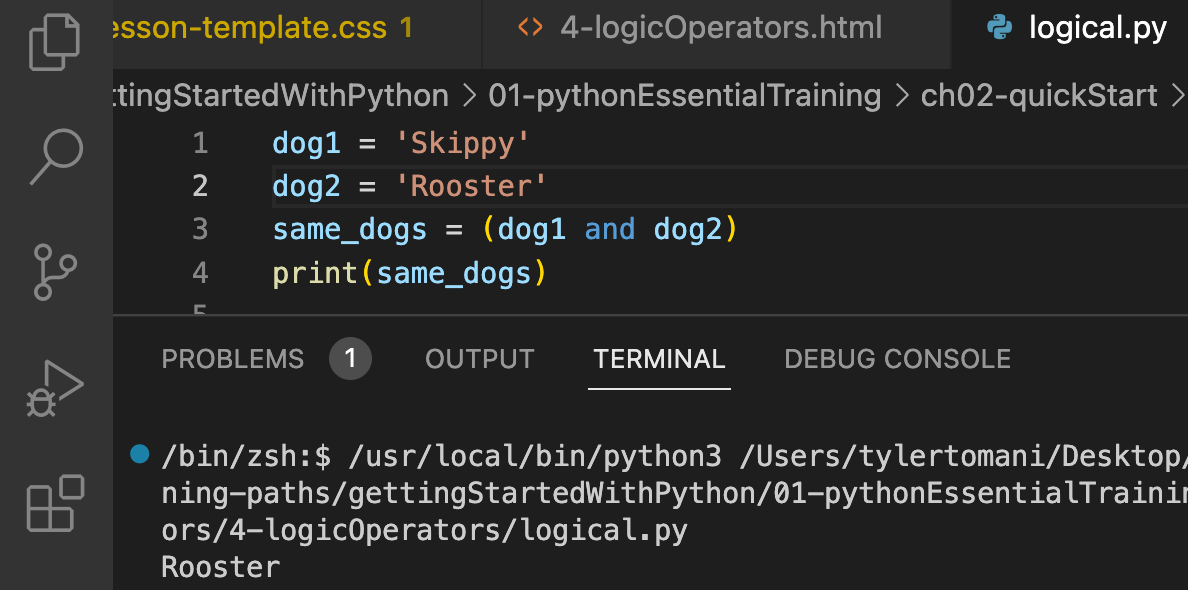 esson-template.css 1 <> 4-logicOperators.html logical.py
ttingStartedWithPython > 01-pythonEssentialTraining > ch02-quickStart >
1 dog1 = 'Skippy'
2 dog2 = 'Rooster'
3 same_dogs = (dog1 and dog2)
4 print(same_dogs)
5
PROBLEMS 1 OUTPUT TERMINAL DEBUG CONSOLE
/bin/zsh:$ /usr/local/bin/python3 /Users/tylertomani/Desktop/
ning-paths/gettingStartedWithPython/01-pythonEssentialTrainin
ors/4-logicOperators/logical.py
Rooster